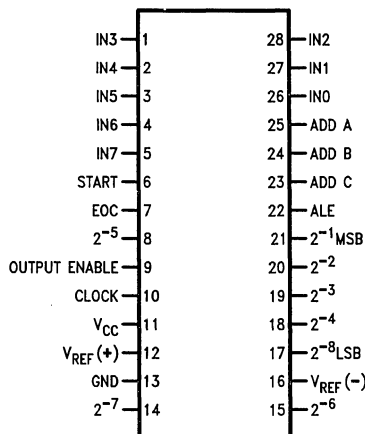 IN3 1 28 IN2
IN4 2 27 IN1
IN5 3 26 IN0
IN6 4 25 ADD A
IN7 5 24 ADD B
START 6 23 ADD C
EOC 7 22 ALE
2⁻⁵ 8 21 2⁻¹MSB
OUTPUT ENABLE 9 20 2⁻²
CLOCK 10 19 2⁻³
V_CC 11 18 2⁻⁴
V_REF(+) 12 17 2⁻⁸LSB
GND 13 16 V_REF(−)
2⁻⁷ 14 15 2⁻⁶